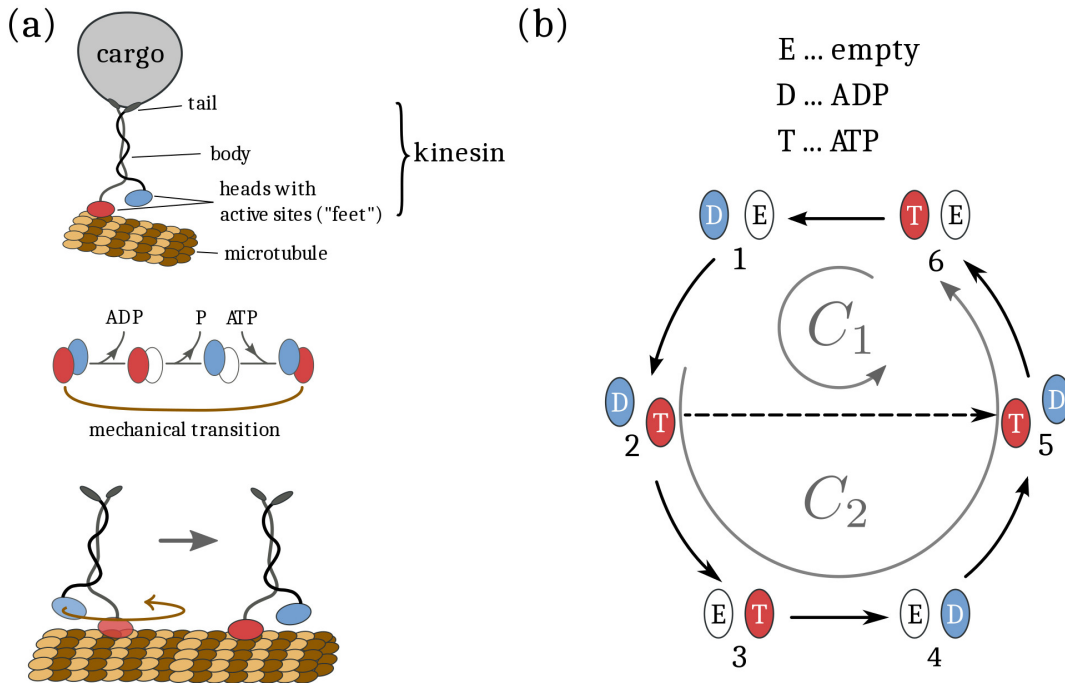 (a)
cargo
tail
body
heads with
active sites ("feet")
microtubule
kinesin
ADP
P
ATP
mechanical transition
(b)
E ... empty
D ... ADP
T ... ATP
D E
1
T E
6
C1
D
T
2
T
D
5
C2
E T
3
E D
4